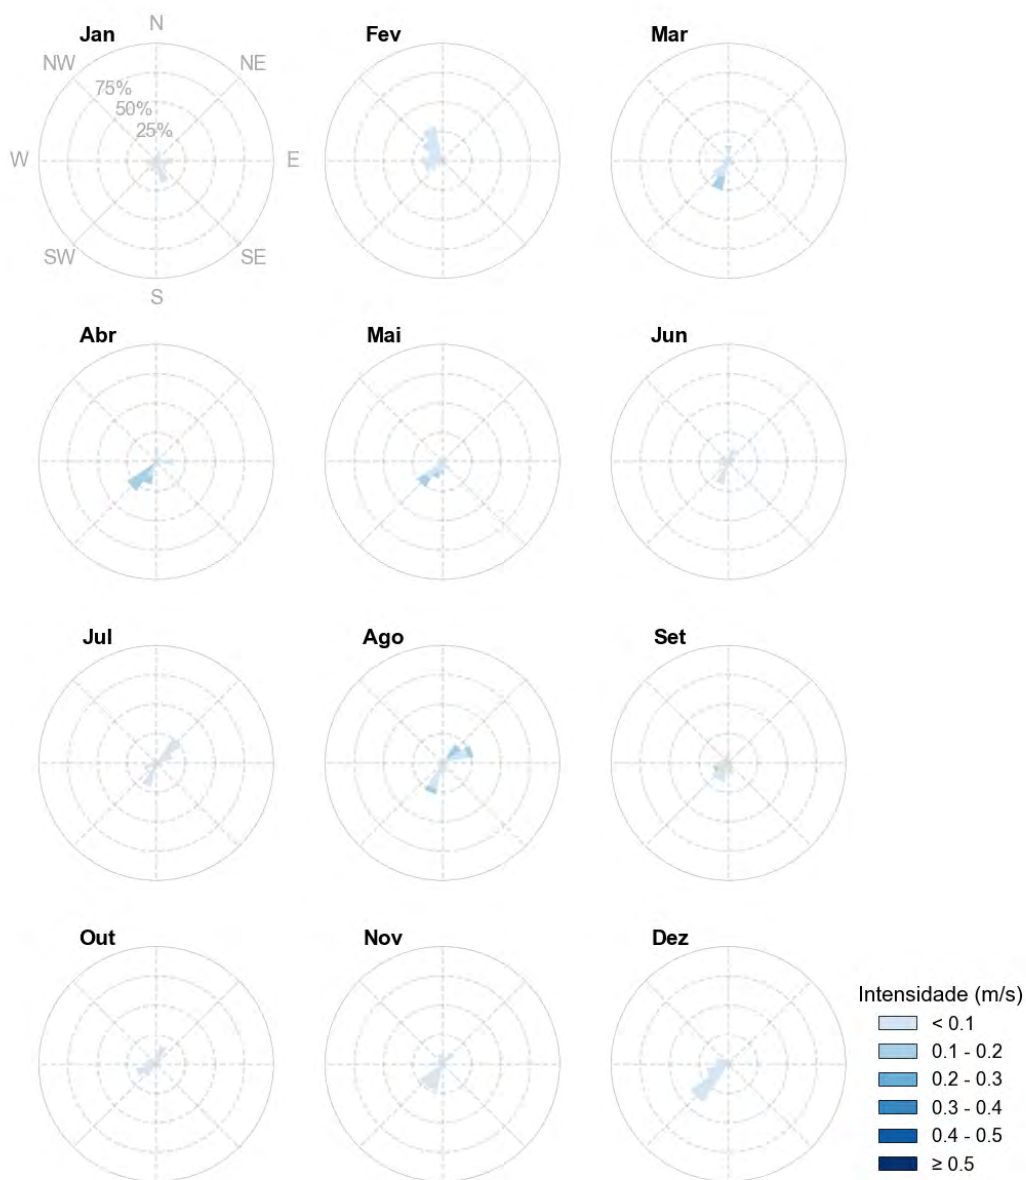 Jan
N
NW
NE
75%
50%
25%
W
E
SW
SE
S
Fev
Mar
Abr
Mai
Jun
Jul
Ago
Set
Out
Nov
Dez
Intensidade (m/s)
< 0.1
0.1 - 0.2
0.2 - 0.3
0.3 - 0.4
0.4 - 0.5
≥ 0.5